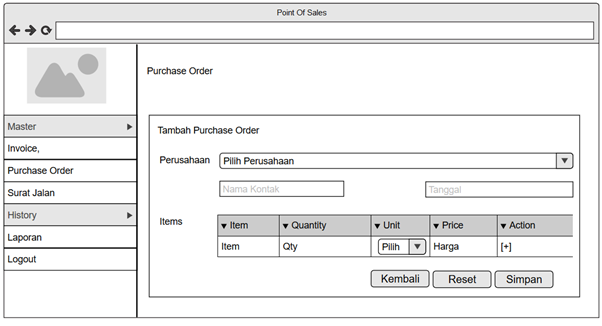 Point Of Sales
Purchase Order
Master
Invoice,
Purchase Order
Surat Jalan
History
Laporan
Logout
Tambah Purchase Order
Perusahaan Pilih Perusahaan
Nama Kontak Tanggal
Items
Item Quantity Unit Price Action
Item Qty Pilih Harga [+]
Kembali Reset Simpan